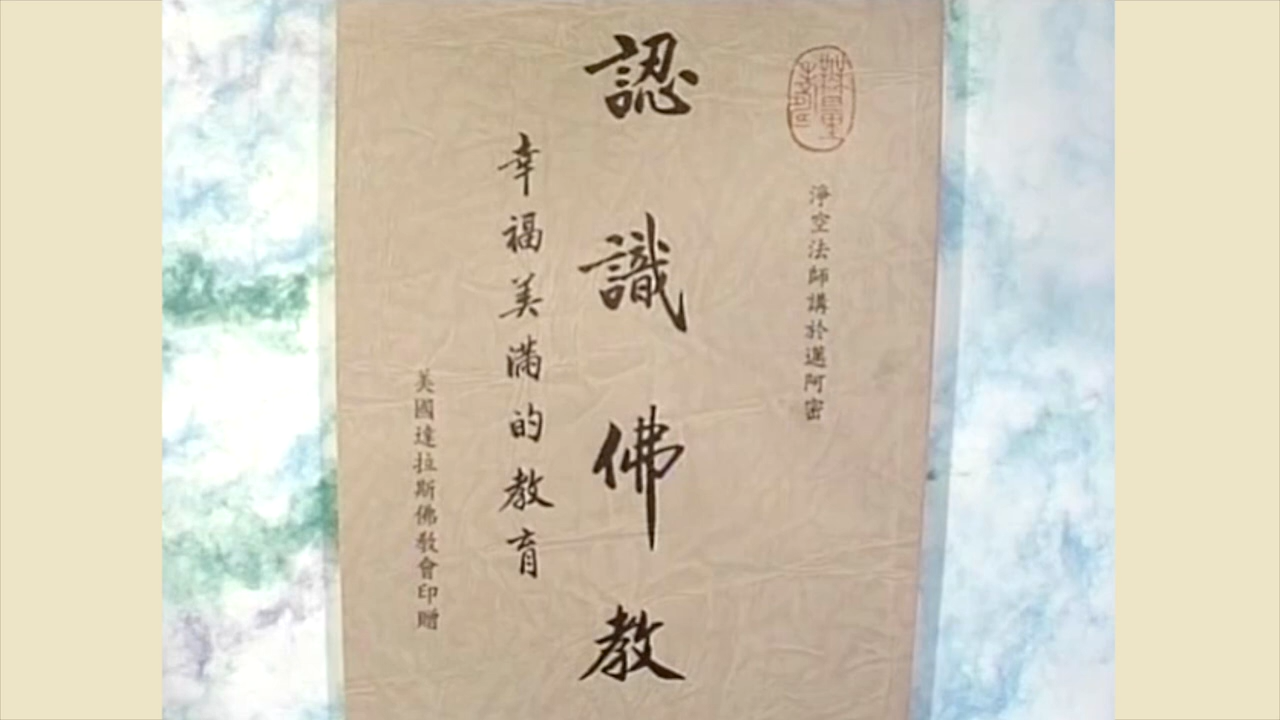 淨空法師講於邁阿密
認識佛教
幸福美滿的教育
美國達拉斯佛教會印贈